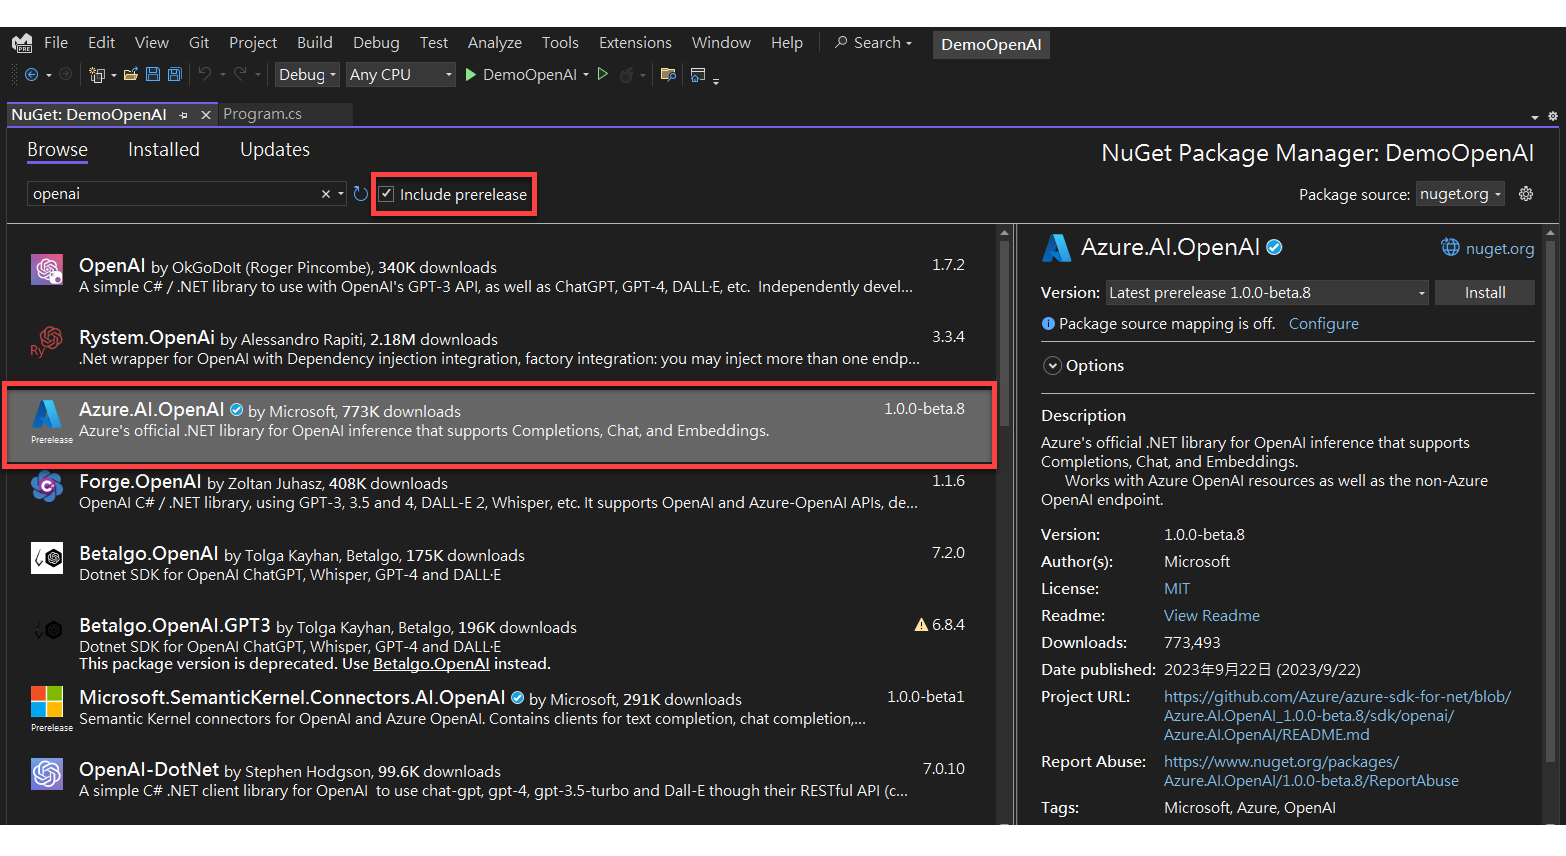 File Edit View Git Project Build Debug Test Analyze Tools Extensions Window Help Search DemoOpenAI
Debug Any CPU DemoOpenAI
NuGet: DemoOpenAI Program.cs
Browse Installed Updates
NuGet Package Manager: DemoOpenAI
openai Include prerelease
Package source: nuget.org
OpenAI by OkGoDoIt (Roger Pincombe), 340K downloads 1.7.2
A simple C# / .NET library to use with OpenAI's GPT-3 API, as well as ChatGPT, GPT-4, DALL·E, etc. Independently devel...
Ry
Rystem.OpenAi by Alessandro Rapiti, 2.18M downloads 3.3.4
.Net wrapper for OpenAI with Dependency injection integration, factory integration: you may inject more than one endp...
Azure.AI.OpenAI by Microsoft, 773K downloads 1.0.0-beta.8
Azure's official .NET library for OpenAI inference that supports Completions, Chat, and Embeddings.
Prerelease
Forge.OpenAI by Zoltan Juhasz, 408K downloads 1.1.6
OpenAI C# / .NET library, using GPT-3, 3.5 and 4, DALL-E 2, Whisper, etc. It supports OpenAI and Azure-OpenAI APIs, de...
Betalgo.OpenAI by Tolga Kayhan, Betalgo, 175K downloads 7.2.0
Dotnet SDK for OpenAI ChatGPT, Whisper, GPT-4 and DALL·E
Betalgo.OpenAI.GPT3 by Tolga Kayhan, Betalgo, 196K downloads 6.8.4
Dotnet SDK for OpenAI ChatGPT, Whisper, GPT-4 and DALL·E
This package version is deprecated. Use Betalgo.OpenAI instead.
Microsoft.SemanticKernel.Connectors.AI.OpenAI by Microsoft, 291K downloads 1.0.0-beta1
Semantic Kernel connectors for OpenAI and Azure OpenAI. Contains clients for text completion, chat completion,...
Prerelease
OpenAI-DotNet by Stephen Hodgson, 99.6K downloads 7.0.10
A simple C# .NET client library for OpenAI to use chat-gpt, gpt-4, gpt-3.5-turbo and Dall-E though their RESTful API (c...
Azure.AI.OpenAI nuget.org
Version: Latest prerelease 1.0.0-beta.8 Install
Package source mapping is off. Configure
Options
Description
Azure's official .NET library for OpenAI inference that supports
Completions, Chat, and Embeddings.
Works with Azure OpenAI resources as well as the non-Azure
OpenAI endpoint.
Version: 1.0.0-beta.8
Author(s): Microsoft
License: MIT
Readme: View Readme
Downloads: 773,493
Date published: 2023年9月22日 (2023/9/22)
Project URL: https://github.com/Azure/azure-sdk-for-net/blob/
Azure.AI.OpenAI_1.0.0-beta.8/sdk/openai/
Azure.AI.OpenAI/README.md
Report Abuse: https://www.nuget.org/packages/
Azure.AI.OpenAI/1.0.0-beta.8/ReportAbuse
Tags: Microsoft, Azure, OpenAI